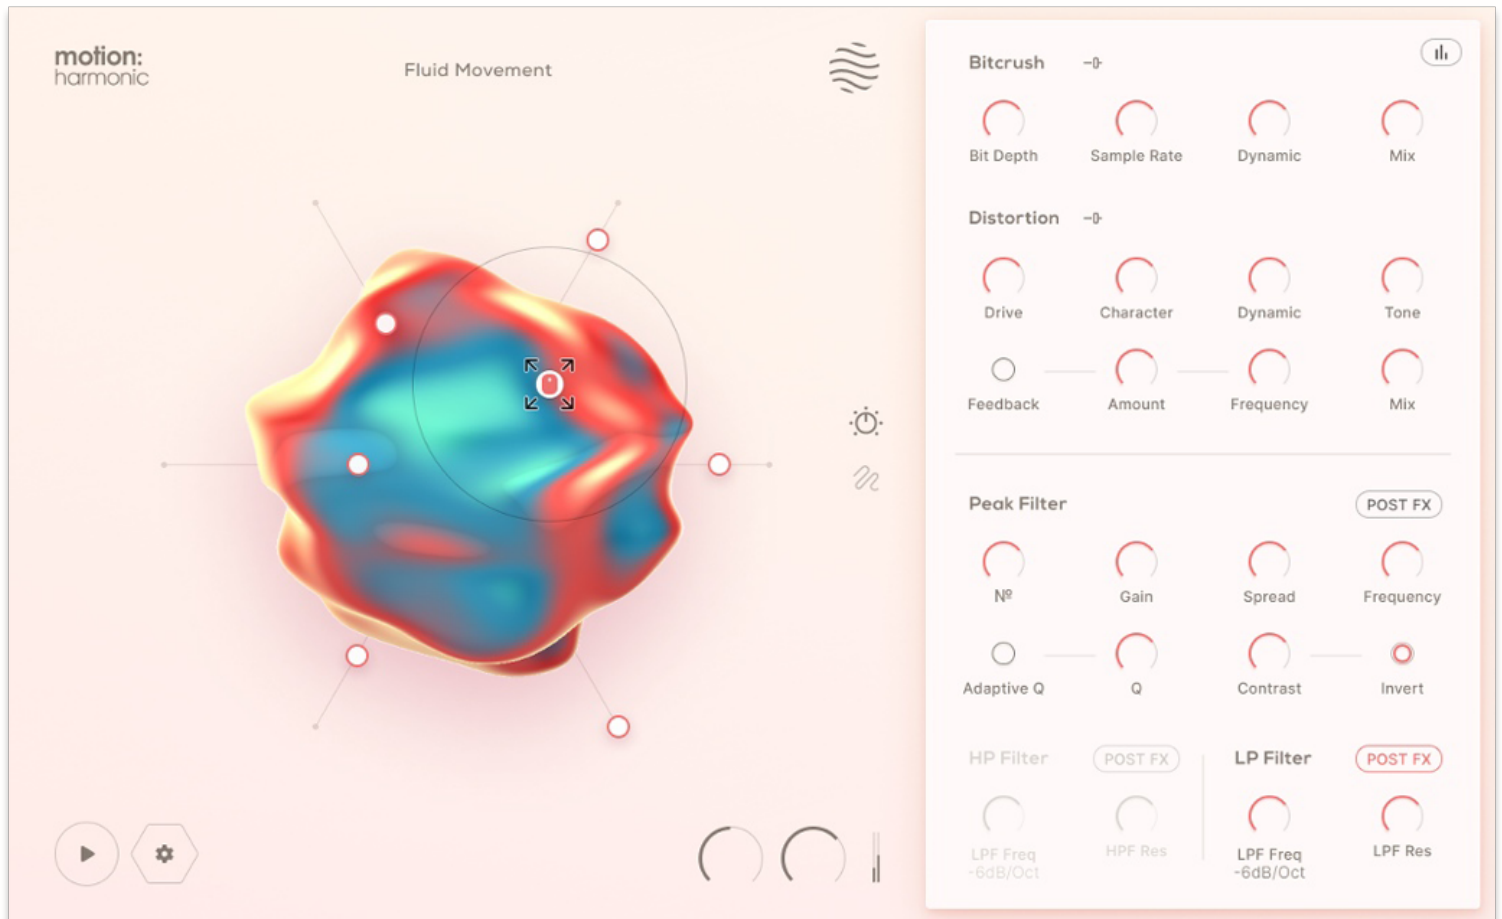 motion:
harmonic
Fluid Movement
Bitcrush
Bit Depth
Sample Rate
Dynamic
Mix
Distortion
Drive
Character
Dynamic
Tone
Feedback
Amount
Frequency
Mix
Peak Filter
POST FX
Nº
Gain
Spread
Frequency
Adaptive Q
Q
Contrast
Invert
HP Filter
POST FX
LPF Freq
-6dB/Oct
HPF Res
LP Filter
POST FX
LPF Freq
-6dB/Oct
LPF Res